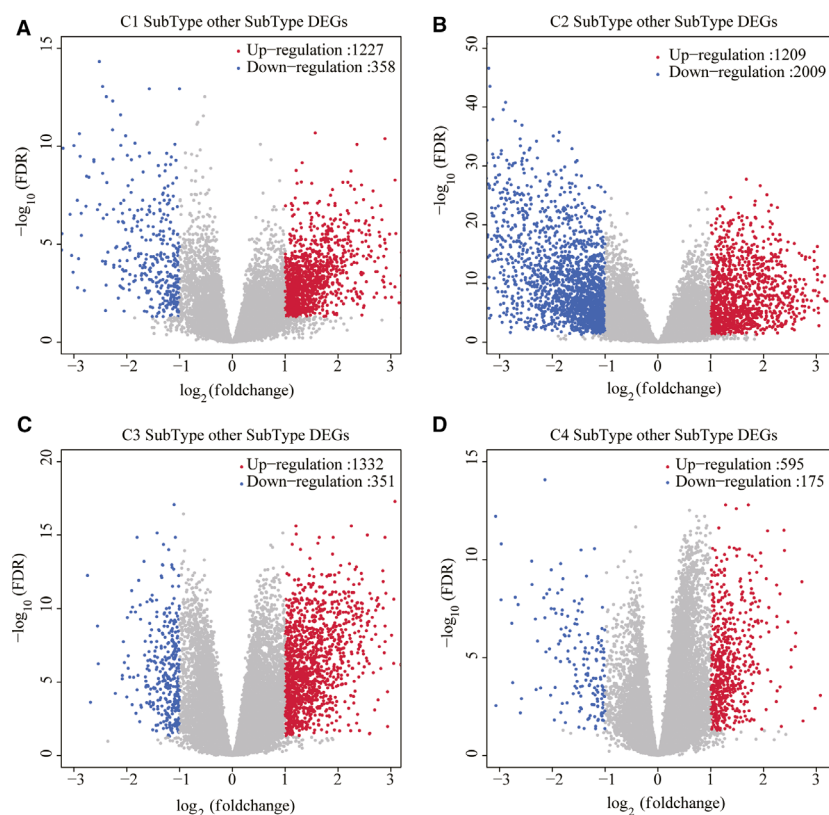 A
C1 SubType other SubType DEGs
Up−regulation :1227
Down−regulation :358
15
10
5
0
−log10 (FDR)
−3 −2 −1 0 1 2 3
log2 (foldchange)
B
C2 SubType other SubType DEGs
Up−regulation :1209
Down−regulation :2009
50
40
30
20
10
0
−log10 (FDR)
−3 −2 −1 0 1 2 3
log2 (foldchange)
C
C3 SubType other SubType DEGs
Up−regulation :1332
Down−regulation :351
20
15
10
5
0
−log10 (FDR)
−3 −2 −1 0 1 2 3
log2 (foldchange)
D
C4 SubType other SubType DEGs
Up−regulation :595
Down−regulation :175
15
10
5
0
−log10 (FDR)
−3 −2 −1 0 1 2 3
log2 (foldchange)